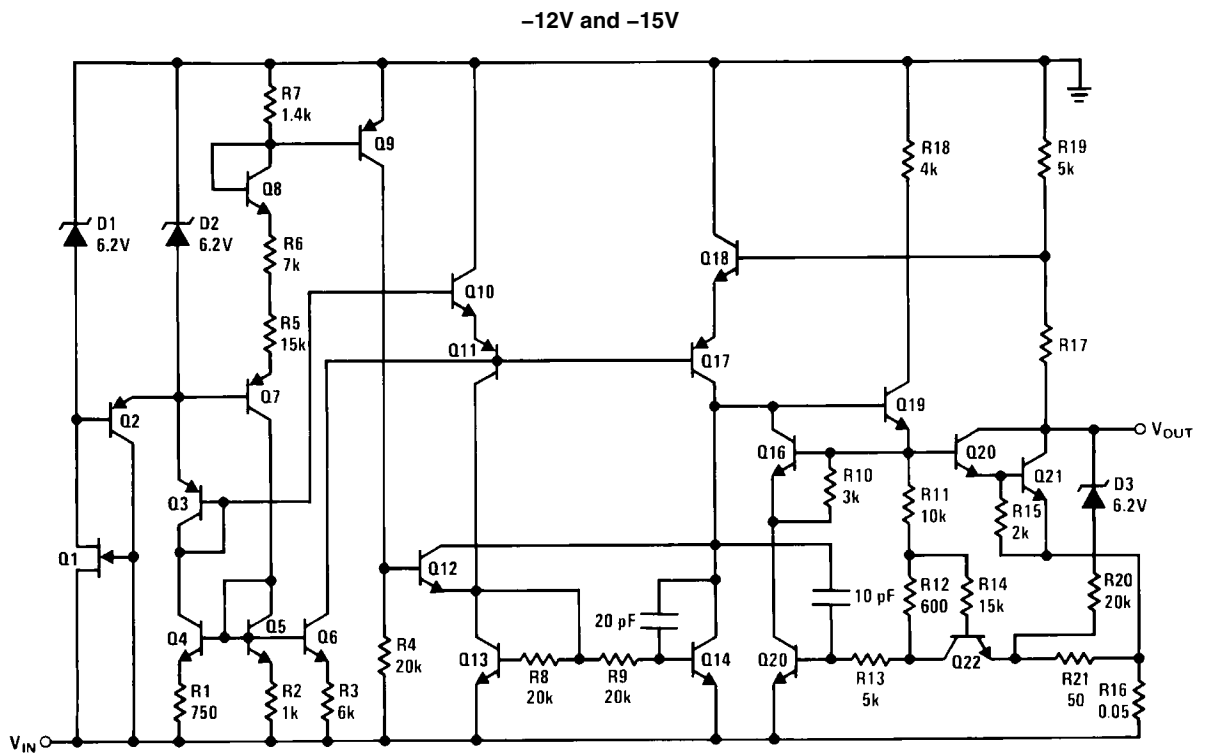 –12V and –15V
R7
1.4k
Q9
R18
4k
R19
5k
Q8
D1
6.2V
D2
6.2V
R6
7k
Q18
Q10
R5
15k
R17
Q11
Q17
Q2
Q7
Q19
VOUT
Q16
Q20
R10
3k
R11
10k
Q21
D3
6.2V
Q3
R15
2k
Q1
Q12
10 pF
R12
600
R14
15k
R20
20k
20 pF
Q4
Q5
Q6
R4
20k
Q13
R8
20k
R9
20k
Q14
Q20
R13
5k
Q22
R21
50
R16
0.05
R1
750
R2
1k
R3
6k
VIN